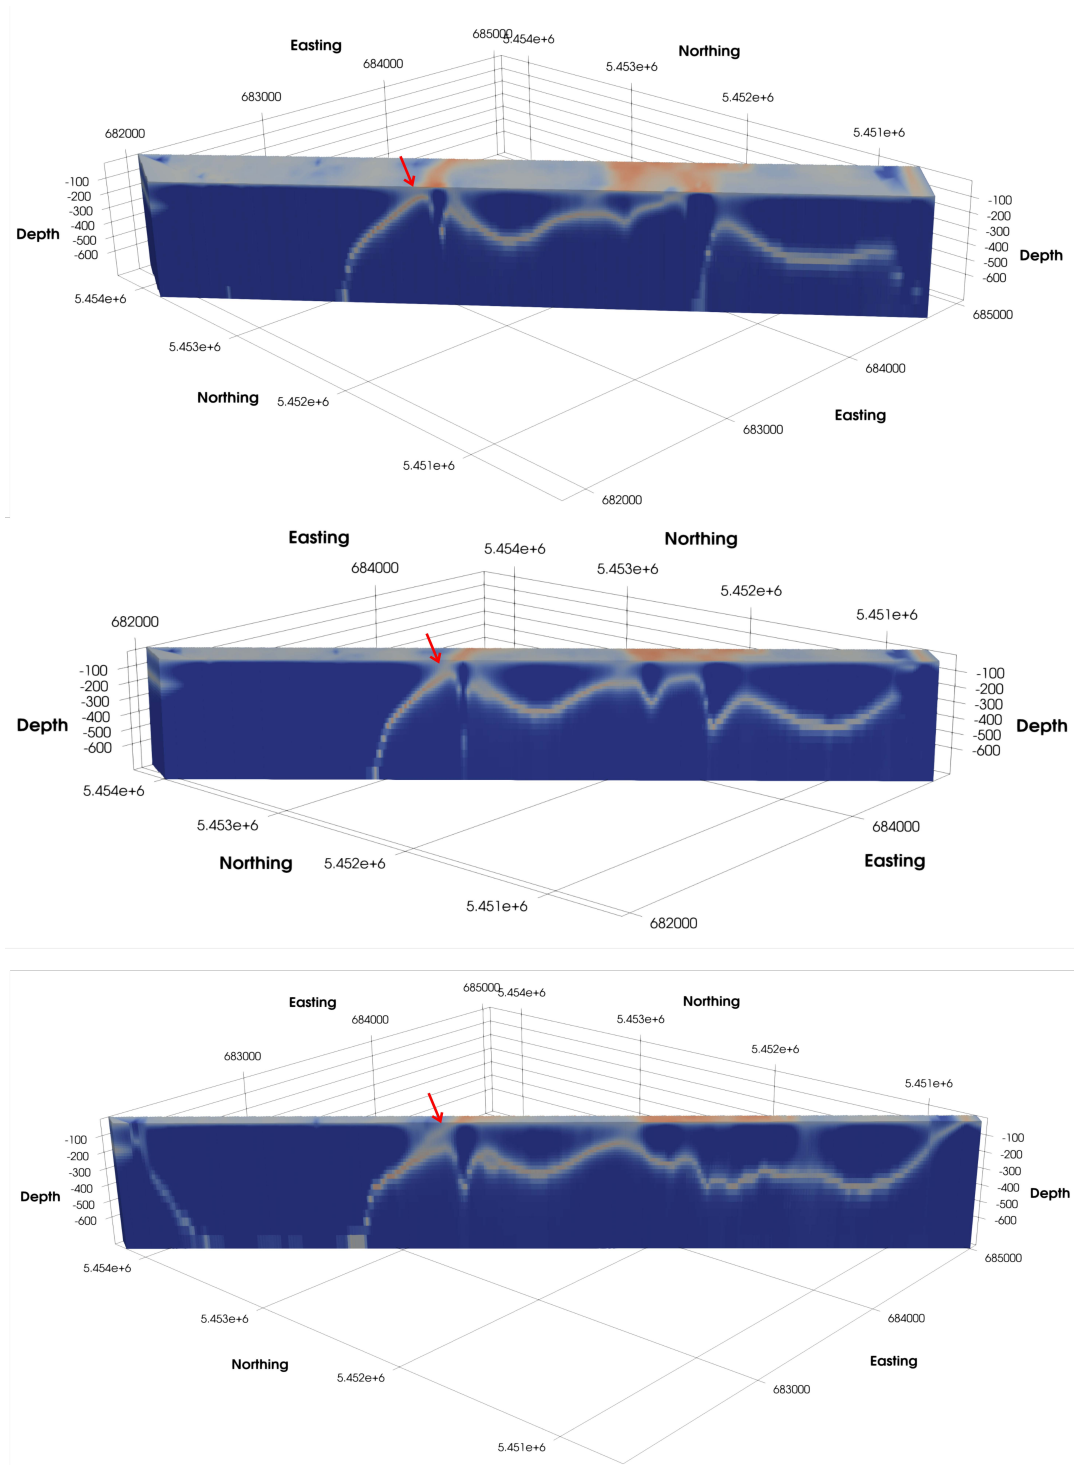 685000
5.454e+6
Easting
Northing
684000
5.453e+6
683000
5.452e+6
682000
5.451e+6
-100
-200
-300
-400
-500
-600
Depth
-100
-200
-300
-400
-500
-600
Depth
5.454e+6
685000
5.453e+6
684000
Northing
5.452e+6
Easting
683000
5.451e+6
682000
Easting
Northing
5.454e+6
684000
5.453e+6
5.452e+6
682000
5.451e+6
-100
-200
-300
-400
-500
-600
Depth
-100
-200
-300
-400
-500
-600
Depth
5.454e+6
5.453e+6
684000
Northing
5.452e+6
Easting
5.451e+6
682000
685000
5.454e+6
Easting
Northing
684000
5.453e+6
683000
5.452e+6
5.451e+6
-100
-200
-300
-400
-500
-600
Depth
-100
-200
-300
-400
-500
-600
Depth
5.454e+6
685000
5.453e+6
684000
Northing
5.452e+6
Easting
683000
5.451e+6